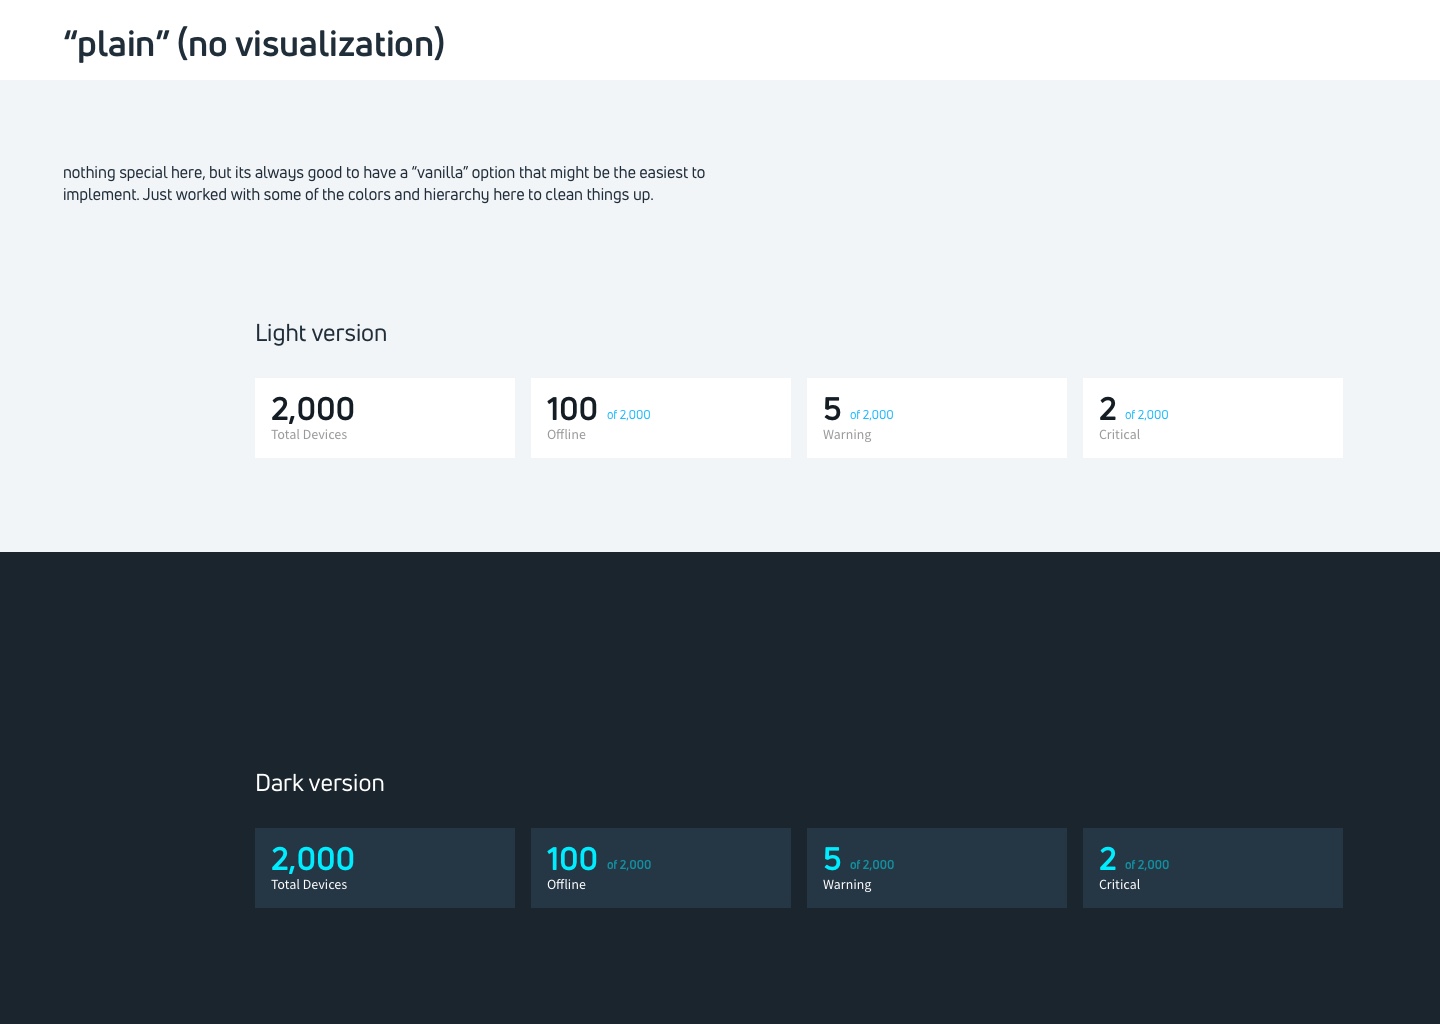 “plain” (no visualization)
nothing special here, but its always good to have a “vanilla” option that might be the easiest to
implement. Just worked with some of the colors and hierarchy here to clean things up.
Light version
2,000
Total Devices
100 of 2,000
Offline
5 of 2,000
Warning
2 of 2,000
Critical
Dark version
2,000
Total Devices
100 of 2,000
Offline
5 of 2,000
Warning
2 of 2,000
Critical